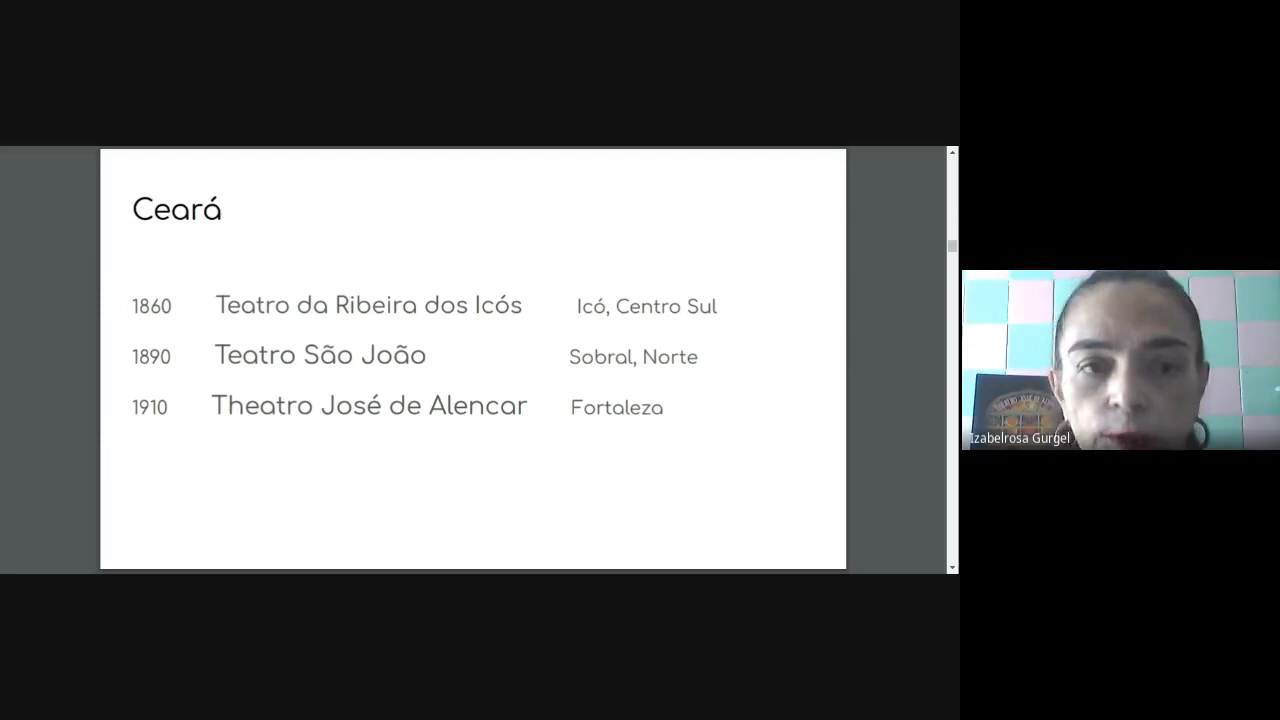 Ceará
1860 Teatro da Ribeira dos Icós Icó, Centro Sul
1890 Teatro São João Sobral, Norte
1910 Theatro José de Alencar Fortaleza
Izabelrosa Gurgel